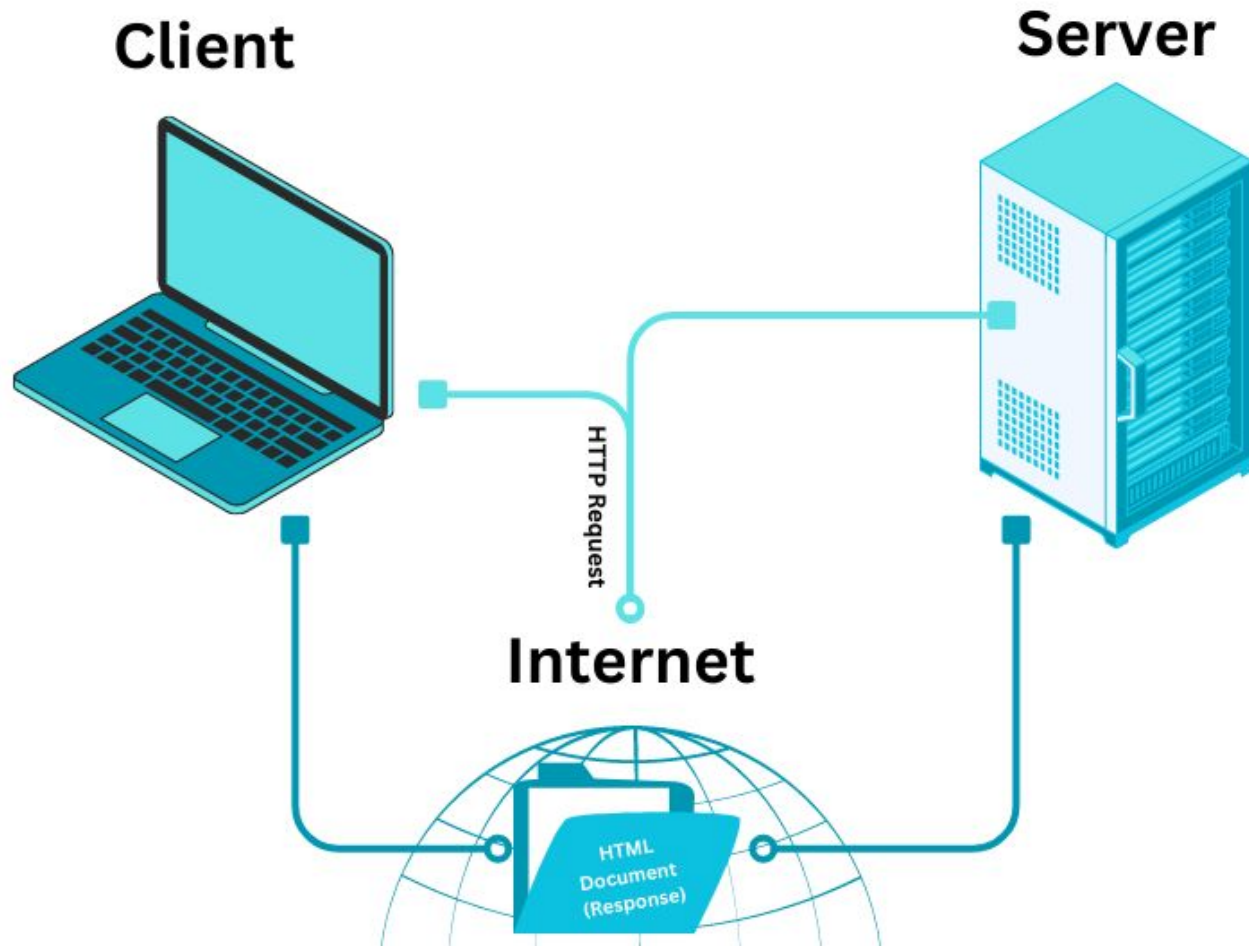 Client
Server
HTTP Request
Internet
HTML
Document
(Response)